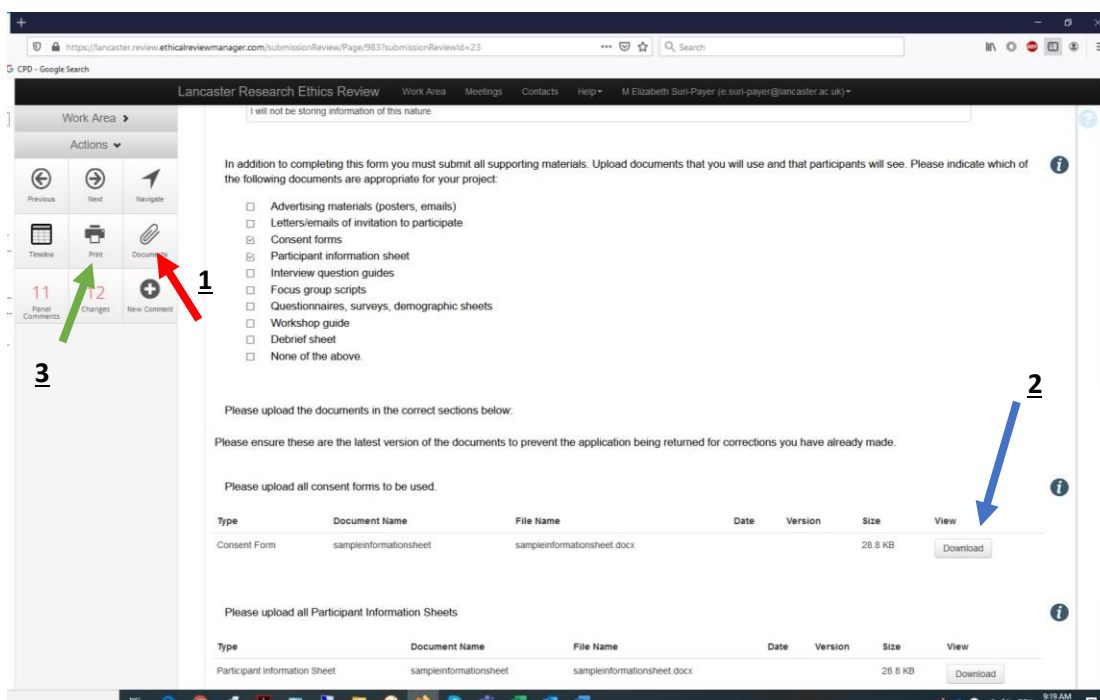 https://lancaster.review.ethicalreviewmanager.com/submissionReview/Page/983?submissionReviewId=23
Search
CPD - Google Search
Lancaster Research Ethics Review Work Area Meetings Contacts Help M Elizabeth Suri-Payer (e.suri-payer@lancaster.ac.uk)
Work Area
Actions
Previous Next Navigate
Timeline Print Documents
11 12
Panel Comments Changes New Comment
1
3
2
I will not be storing information of this nature.
In addition to completing this form you must submit all supporting materials. Upload documents that you will use and that participants will see. Please indicate which of
the following documents are appropriate for your project:
Advertising materials (posters, emails)
Letters/emails of invitation to participate
Consent forms
Participant information sheet
Interview question guides
Focus group scripts
Questionnaires, surveys, demographic sheets
Workshop guide
Debrief sheet
None of the above.
Please upload the documents in the correct sections below:
Please ensure these are the latest version of the documents to prevent the application being returned for corrections you have already made.
Please upload all consent forms to be used.
Type Document Name File Name Date Version Size View
Consent Form sampleinformationsheet sampleinformationsheet.docx 28.8 KB Download
Please upload all Participant Information Sheets
Type Document Name File Name Date Version Size View
Participant Information Sheet sampleinformationsheet sampleinformationsheet.docx 28.8 KB Download
9:19 AM